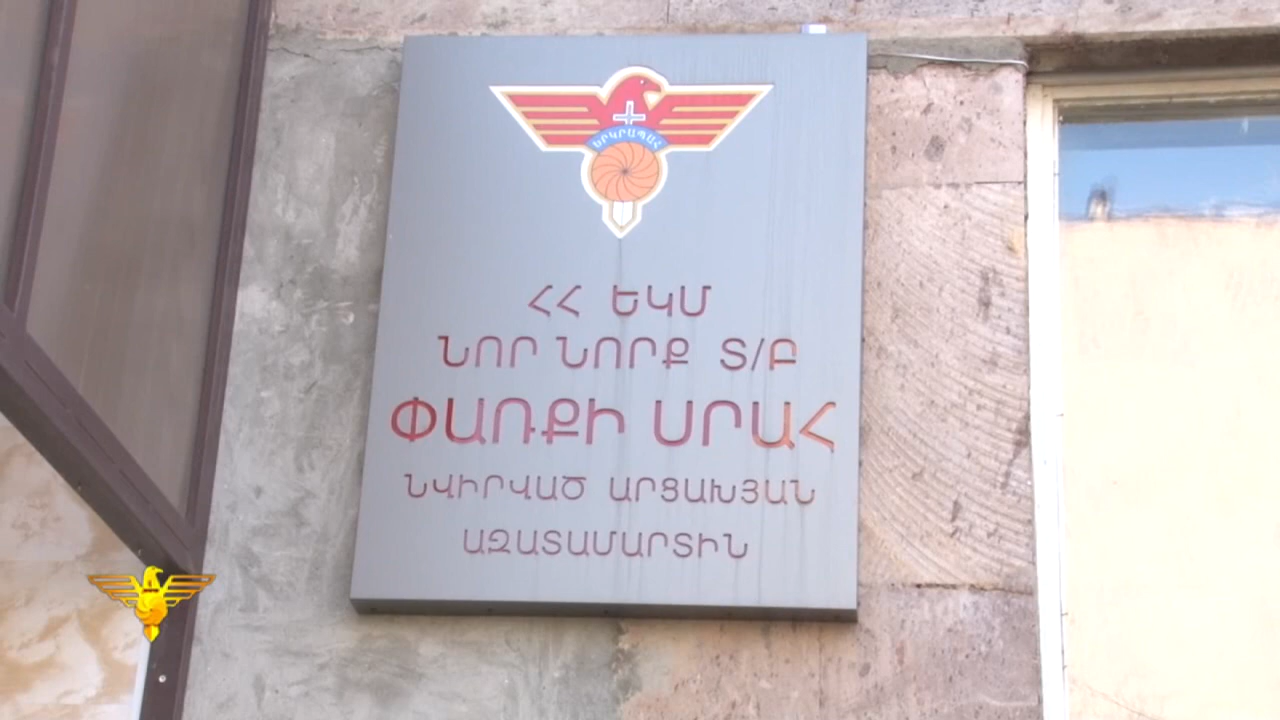 ԵՐԿՐԱՊԱՀ
ՀՀ ԵԿՄ
ՆՈՐ ՆՈՐՔ Տ/Բ
ՓԱՌՔԻ ՍՐԱՀ
ՆՎԻՐՎԱԾ ԱՐՑԱԽՅԱՆ
ԱԶԱՏԱՄԱՐՏԻՆ